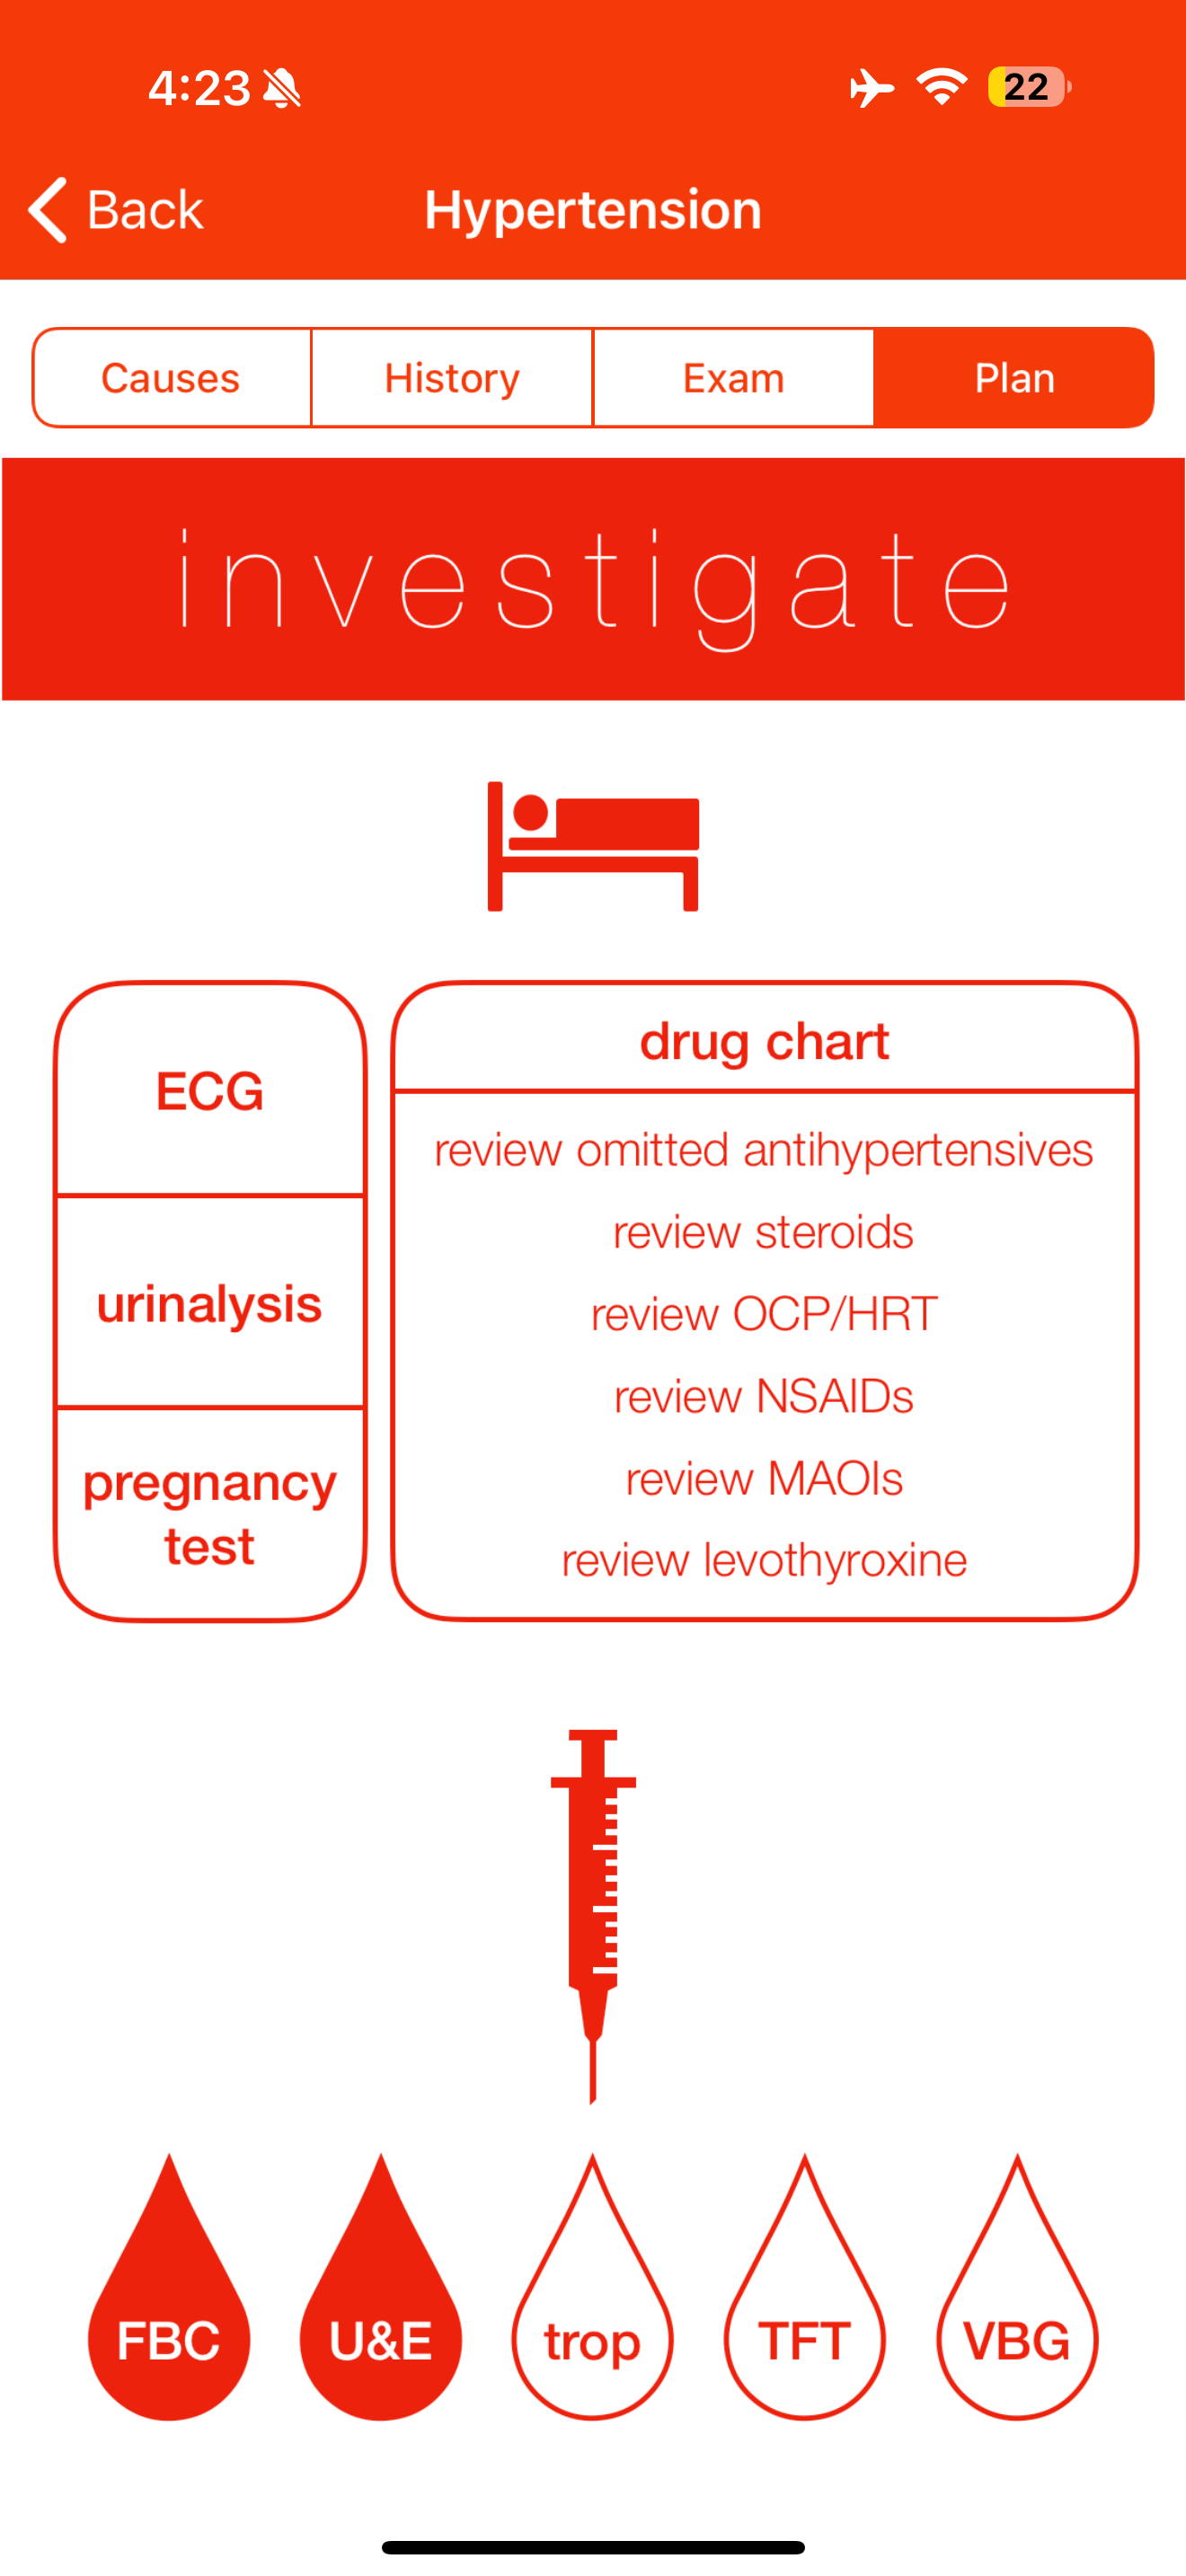 4:23
22
Back
Hypertension
Causes
History
Exam
Plan
investigate
ECG
urinalysis
pregnancy
test
drug chart
review omitted antihypertensives
review steroids
review OCP/HRT
review NSAIDs
review MAOIs
review levothyroxine
FBC
U&E
trop
TFT
VBG